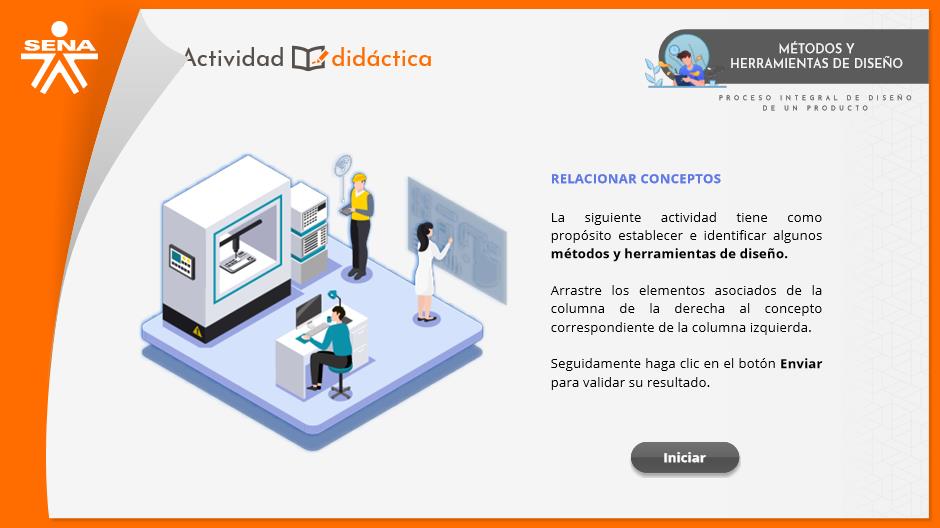 SENA
Actividad didáctica
MÉTODOS Y
HERRAMIENTAS DE DISEÑO
PROCESO INTEGRAL DE DISEÑO
DE UN PRODUCTO
RELACIONAR CONCEPTOS
La siguiente actividad tiene como
propósito establecer e identificar algunos
métodos y herramientas de diseño.
Arrastre los elementos asociados de la
columna de la derecha al concepto
correspondiente de la columna izquierda.
Seguidamente haga clic en el botón Enviar
para validar su resultado.
Iniciar